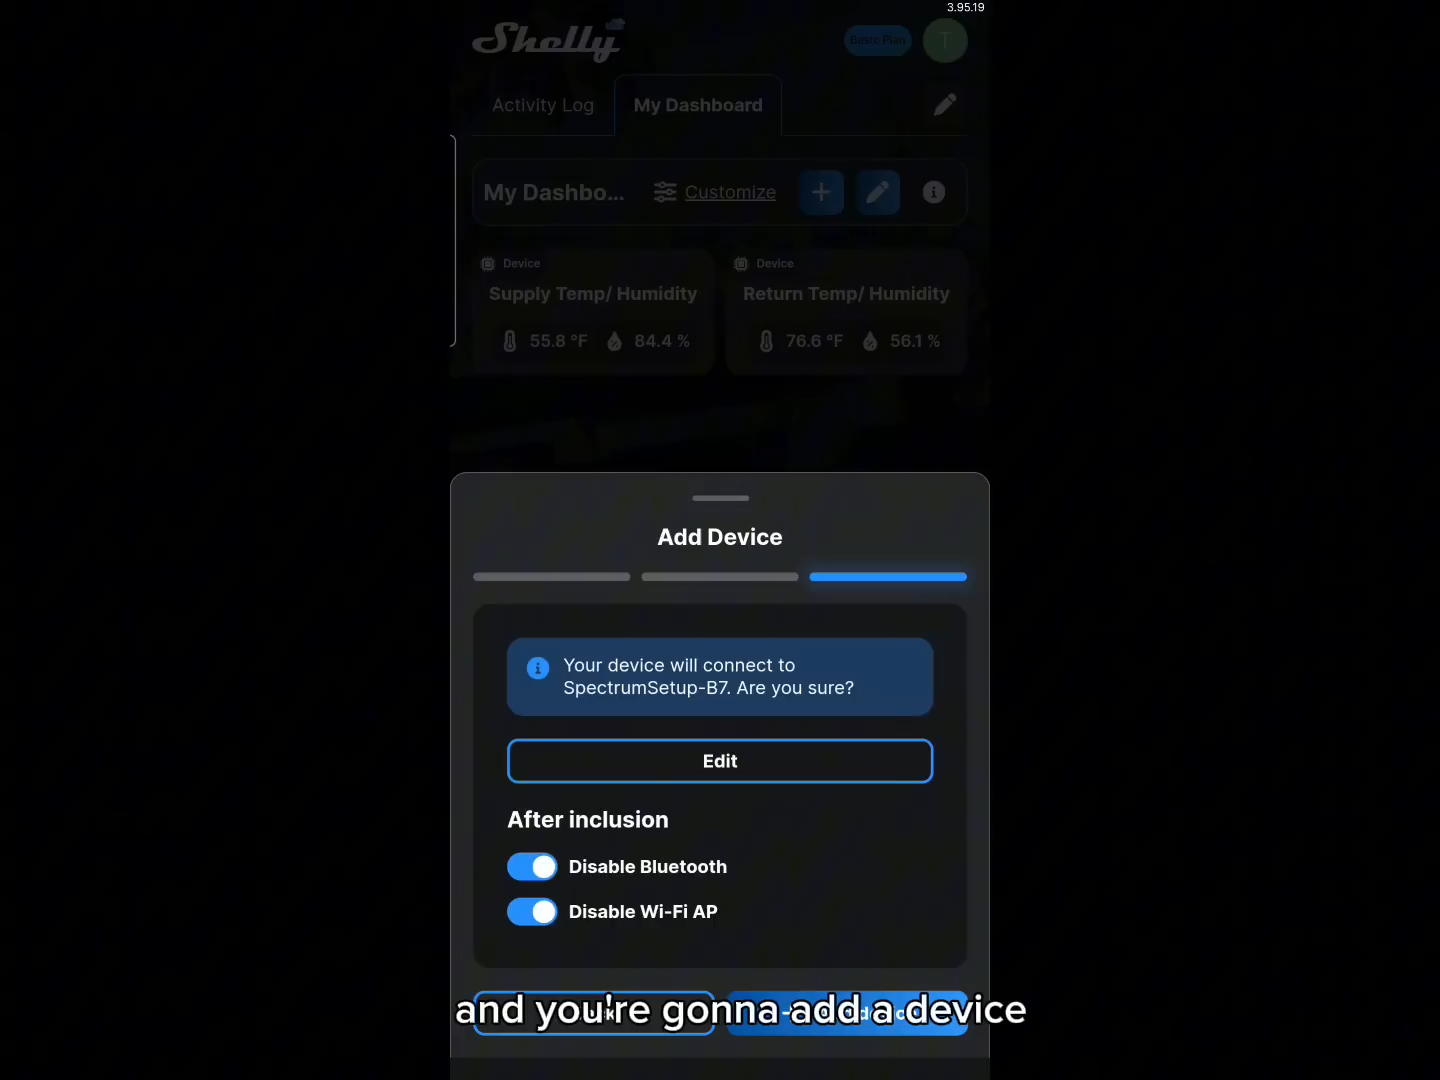 3.95.19
Shelly
Basic Plan
T
Activity Log
My Dashboard
My Dashbo...
Customize
Device
Supply Temp/ Humidity
55.8 °F
84.4 %
Device
Return Temp/ Humidity
76.6 °F
56.1 %
Add Device
Your device will connect to
SpectrumSetup-B7. Are you sure?
Edit
After inclusion
Disable Bluetooth
Disable Wi-Fi AP
and you're gonna add a device